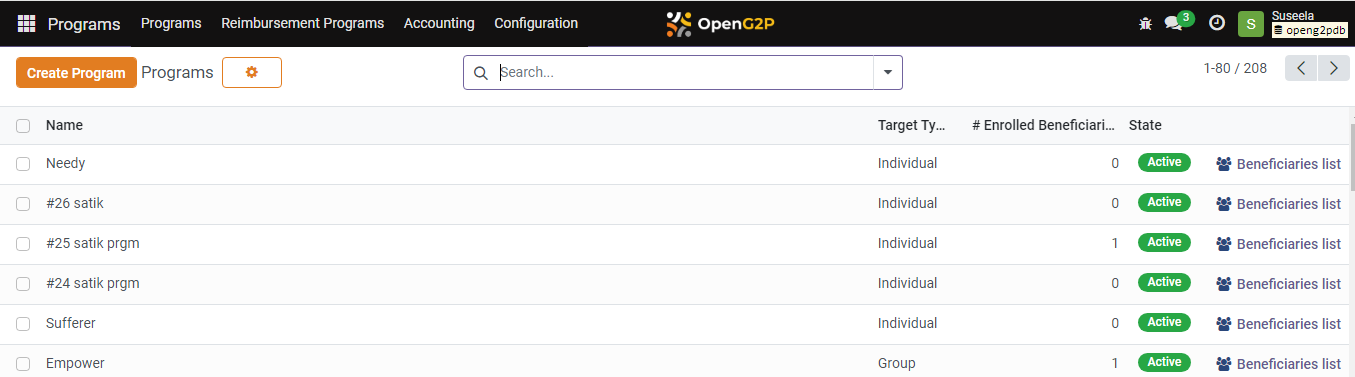 Programs Programs Reimbursement Programs Accounting Configuration OpenG2P 3 S Suseela
openg2pdb
Create Program Programs Search... 1-80 / 208
Name Target Ty... # Enrolled Beneficiari... State
Needy Individual 0 Active Beneficiaries list
#26 satik Individual 0 Active Beneficiaries list
#25 satik prgm Individual 1 Active Beneficiaries list
#24 satik prgm Individual 0 Active Beneficiaries list
Sufferer Individual 0 Active Beneficiaries list
Empower Group 1 Active Beneficiaries list